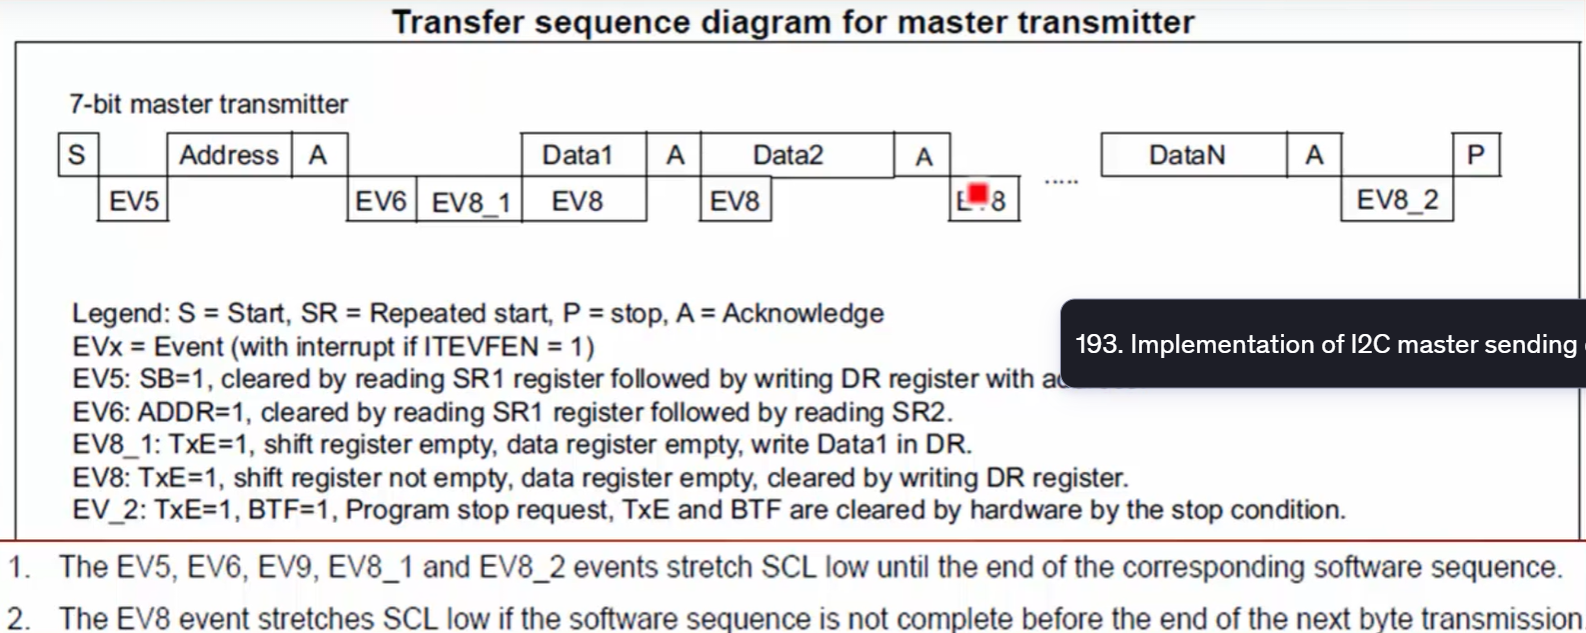 Transfer sequence diagram for master transmitter
7-bit master transmitter
S Address A Data1 A Data2 A ..... DataN A P
EV5 EV6 EV8_1 EV8 EV8 EV8_2
Legend: S = Start, SR = Repeated start, P = stop, A = Acknowledge
EVx = Event (with interrupt if ITEVFEN = 1)
193. Implementation of I2C master sending
EV5: SB=1, cleared by reading SR1 register followed by writing DR register with
EV6: ADDR=1, cleared by reading SR1 register followed by reading SR2.
EV8_1: TxE=1, shift register empty, data register empty, write Data1 in DR.
EV8: TxE=1, shift register not empty, data register empty, cleared by writing DR register.
EV_2: TxE=1, BTF=1, Program stop request, TxE and BTF are cleared by hardware by the stop condition.
1. The EV5, EV6, EV9, EV8_1 and EV8_2 events stretch SCL low until the end of the corresponding software sequence.
2. The EV8 event stretches SCL low if the software sequence is not complete before the end of the next byte transmission